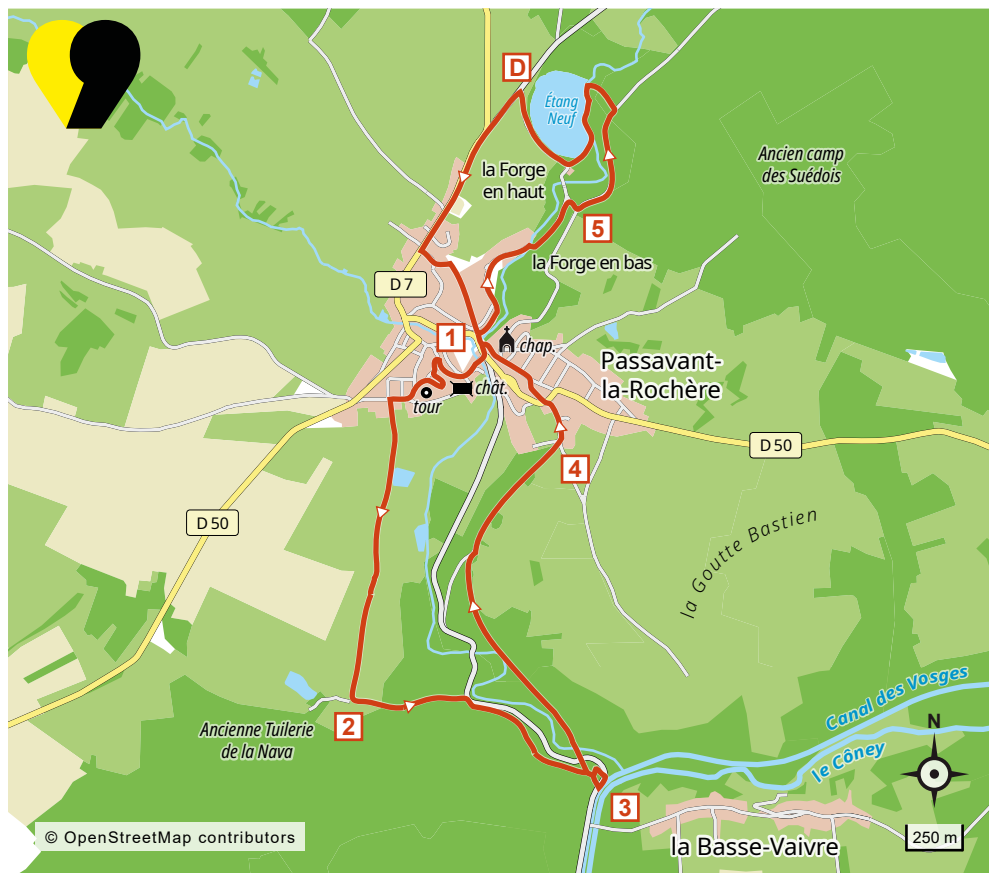 D
Étang
Neuf
Ancien camp
des Suédois
la Forge
en haut
5
la Forge en bas
D 7
1
chap.
Passavant-
la-Rochère
chât.
tour
D 50
4
D 50
la Goutte Bastien
Canal des Vosges
Ancienne Tuilerie
de la Nava
2
N
le Côney
3
© OpenStreetMap contributors
la Basse-Vaivre
250 m